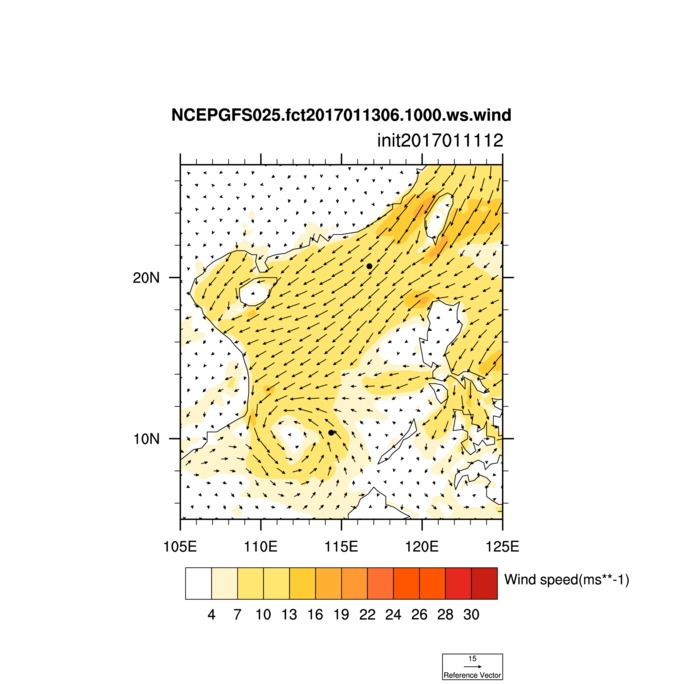 NCEPGFS025.fct2017011306.1000.ws.wind
init2017011112
20N
10N
105E 110E 115E 120E 125E
Wind speed(ms**-1)
4 7 10 13 16 19 22 24 26 28 30
15
Reference Vector